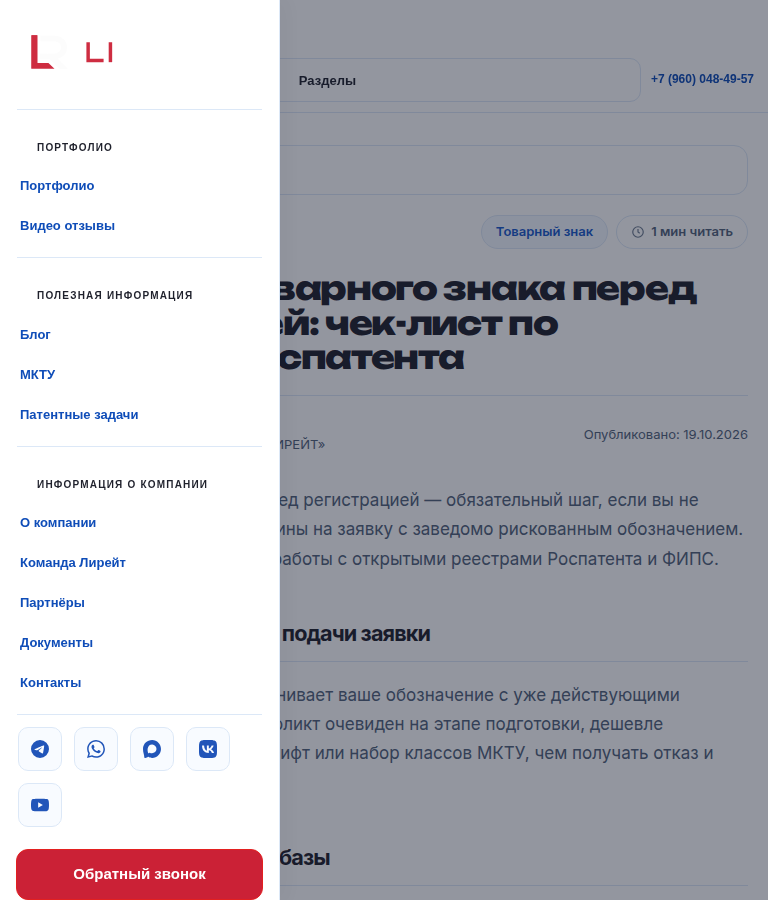 LI
ПОРТФОЛИО
Портфолио
Видео отзывы
ПОЛЕЗНАЯ ИНФОРМАЦИЯ
Блог
МКТУ
Патентные задачи
ИНФОРМАЦИЯ О КОМПАНИИ
О компании
Команда Лирейт
Партнёры
Документы
Контакты
Обратный звонок
Разделы
+7 (960) 048-49-57
Товарный знак
1 мин читать
варного знака перед
й: чек-лист по
спатента
Опубликовано: 19.10.2026
ИРЕЙТ»
ед регистрацией — обязательный шаг, если вы не
ины на заявку с заведомо рискованным обозначением.
работы с открытыми реестрами Роспатента и ФИПС.
подачи заявки
нивает ваше обозначение с уже действующими
ликт очевиден на этапе подготовки, дешевле
ифт или набор классов МКТУ, чем получать отказ и
базы